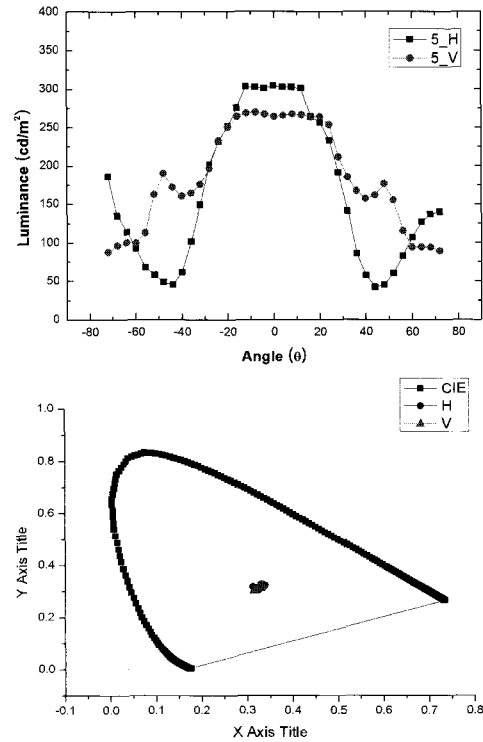 400
350
300
250
200
150
100
50
0
Luminance (cd/m²)
5_H
5_V
-80 -60 -40 -20 0 20 40 60 80
Angle (θ)
CIE
H
V
1.0
0.8
0.6
0.4
0.2
0.0
Y Axis Title
-0.1 0.0 0.1 0.2 0.3 0.4 0.5 0.6 0.7 0.8
X Axis Title